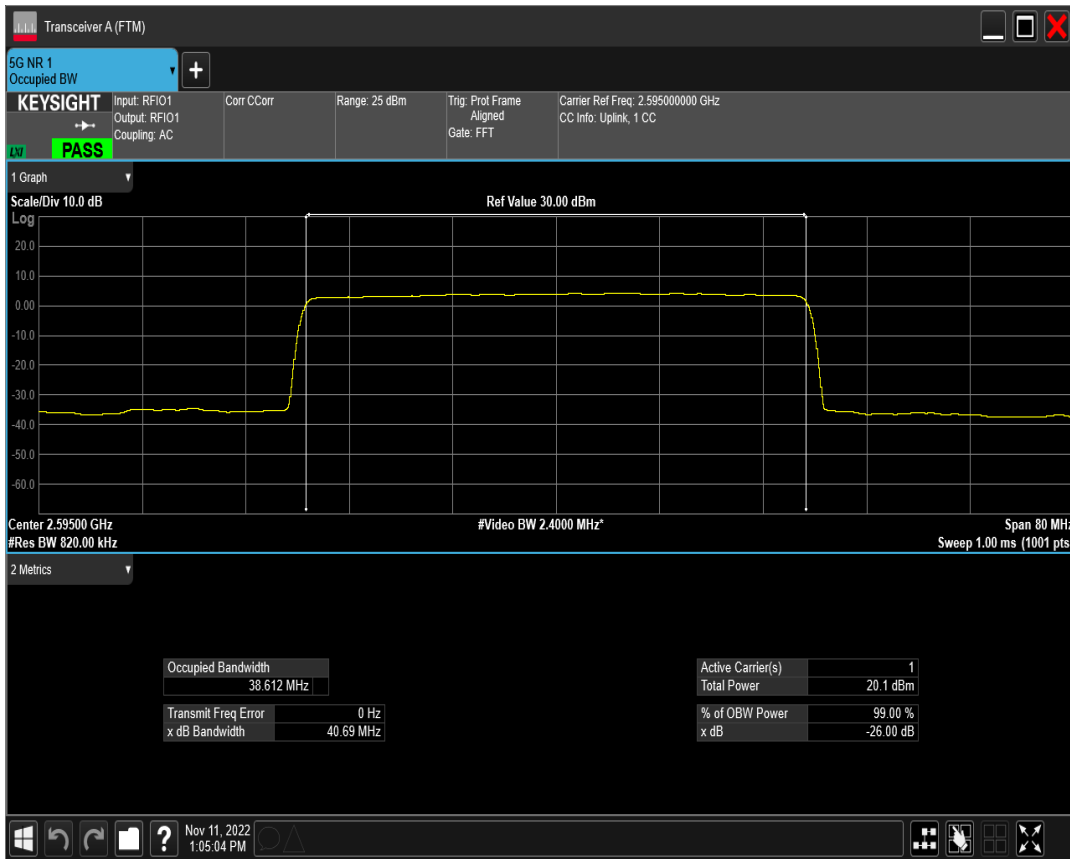 Transceiver A (FTM)
5G NR 1
Occupied BW
+
KEYSIGHT
LXI
PASS
Input: RFIO1
Output: RFIO1
Coupling: AC
Corr CCorr
Range: 25 dBm
Trig: Prot Frame
Aligned
Gate: FFT
Carrier Ref Freq: 2.595000000 GHz
CC Info: Uplink, 1 CC
1 Graph
Scale/Div 10.0 dB
Ref Value 30.00 dBm
Log
20.0
10.0
0.00
-10.0
-20.0
-30.0
-40.0
-50.0
-60.0
Center 2.59500 GHz
#Video BW 2.4000 MHz*
Span 80 MHz
#Res BW 820.00 kHz
Sweep 1.00 ms (1001 pts
2 Metrics
Occupied Bandwidth
38.612 MHz
Transmit Freq Error 0 Hz
x dB Bandwidth 40.69 MHz
Active Carrier(s) 1
Total Power 20.1 dBm
% of OBW Power 99.00 %
x dB -26.00 dB
?
Nov 11, 2022
1:05:04 PM